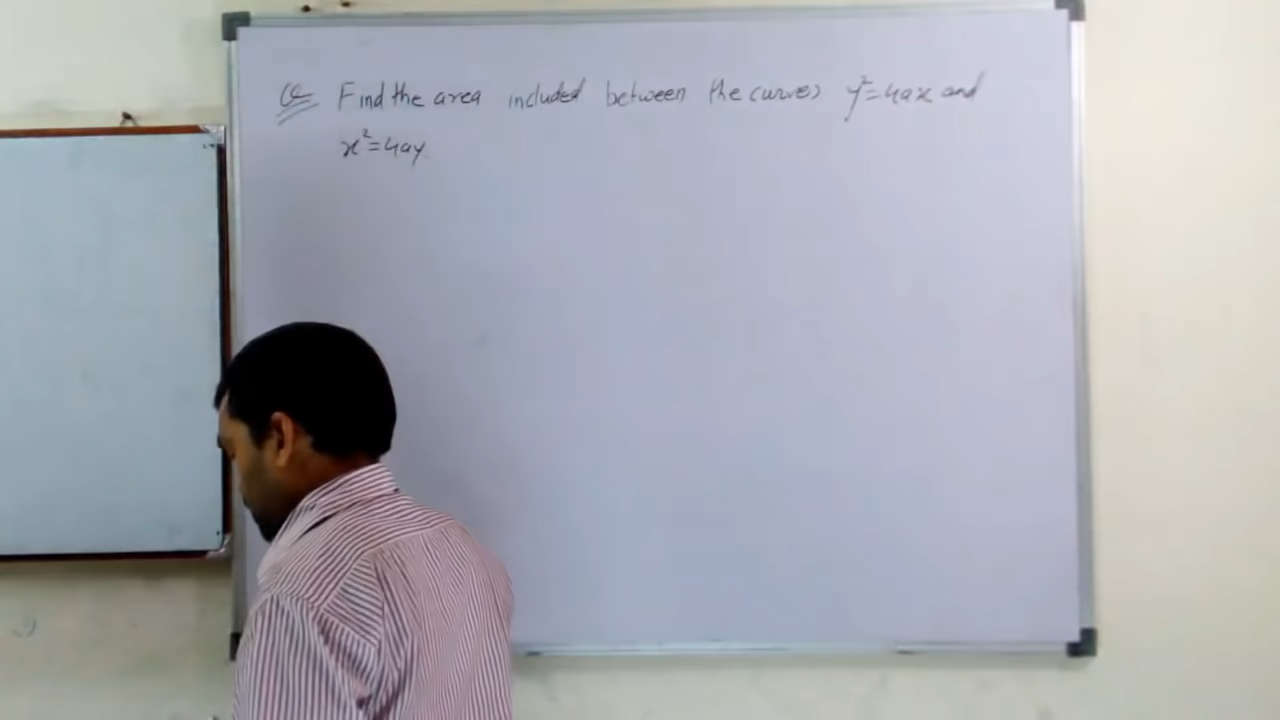 Q Find the area included between the curves y²=4ax and
x²=4ay.